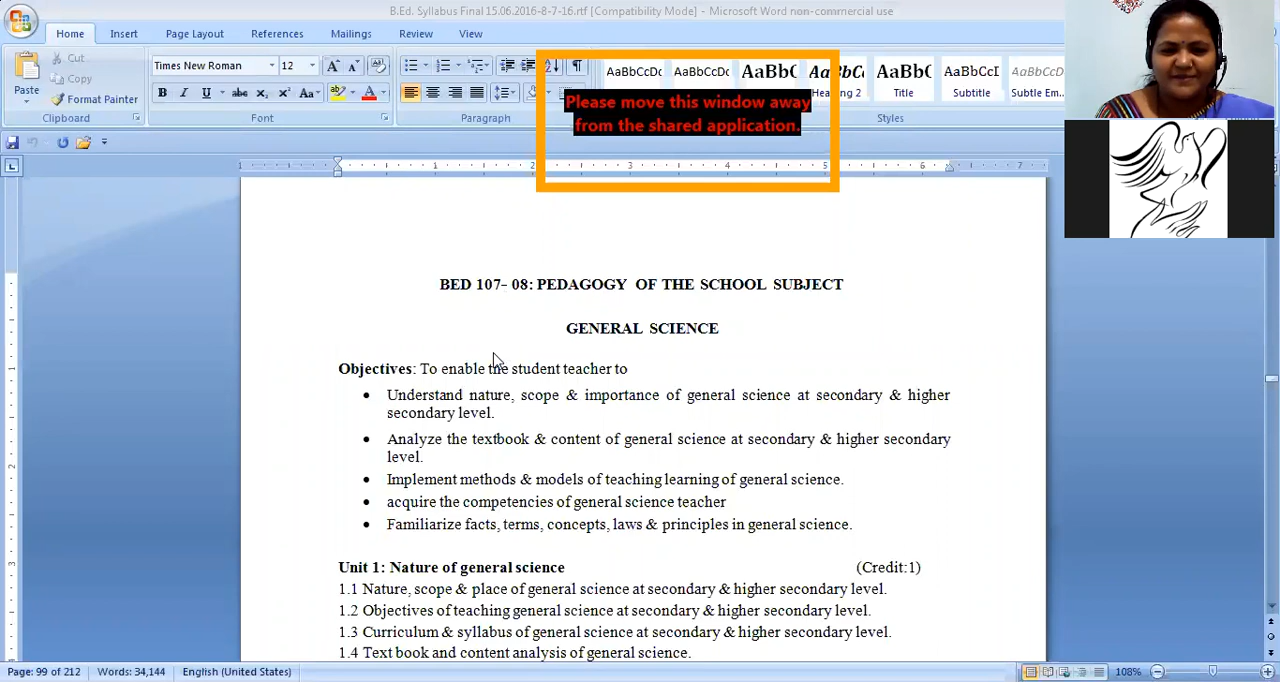 B.Ed. Syllabus Final 15.06.2016-8-7-16.rtf [Compatibility Mode] - Microsoft Word non-commercial use
Home Insert Page Layout References Mailings Review View
Cut
Copy
Format Painter
Paste
Clipboard
Times New Roman 12
Font
Paragraph
AaBbCcDc AaBbCcDc AaBbC AaBbCc AaBbC AaBbCcI AaBbCcDc
Heading 2 Title Subtitle Subtle Em...
Styles
Please move this window away
from the shared application.
1 1 2 3 4 5 6 7
BED 107- 08: PEDAGOGY OF THE SCHOOL SUBJECT
GENERAL SCIENCE
Objectives: To enable the student teacher to
• Understand nature, scope & importance of general science at secondary & higher
secondary level.
• Analyze the textbook & content of general science at secondary & higher secondary
level.
• Implement methods & models of teaching learning of general science.
• acquire the competencies of general science teacher
• Familiarize facts, terms, concepts, laws & principles in general science.
Unit 1: Nature of general science (Credit:1)
1.1 Nature, scope & place of general science at secondary & higher secondary level.
1.2 Objectives of teaching general science at secondary & higher secondary level.
1.3 Curriculum & syllabus of general science at secondary & higher secondary level.
1.4 Text book and content analysis of general science.
Page: 99 of 212 Words: 34,144 English (United States) 108%